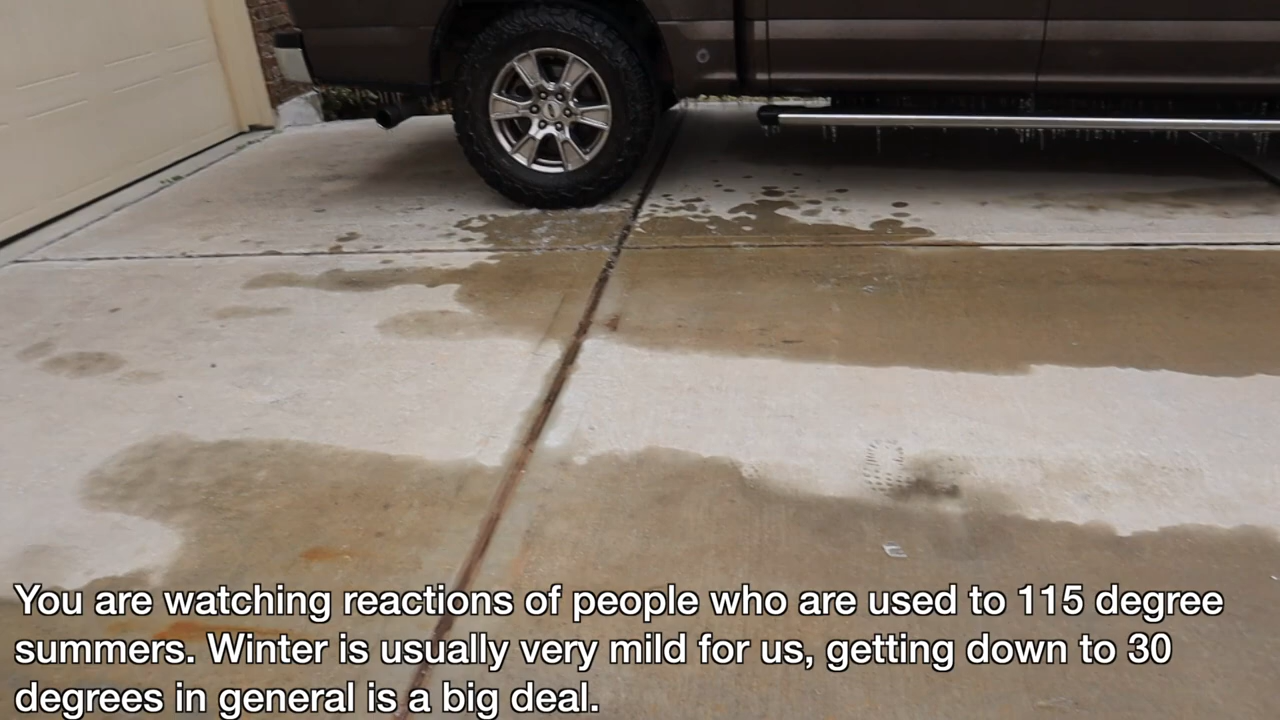 You are watching reactions of people who are used to 115 degree
summers. Winter is usually very mild for us, getting down to 30
degrees in general is a big deal.